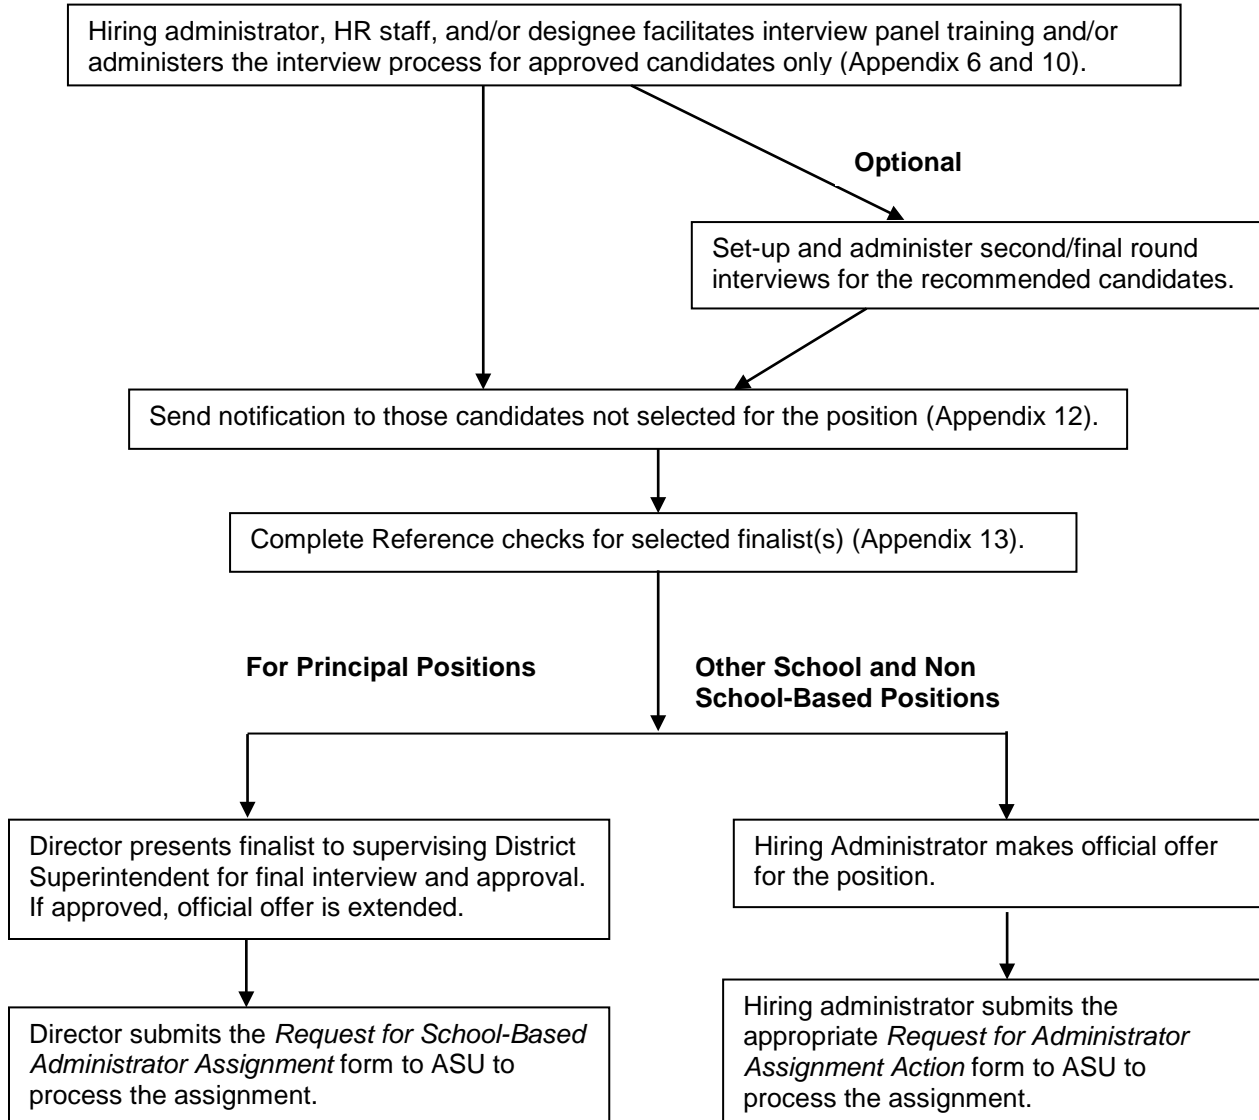 Hiring administrator, HR staff, and/or designee facilitates interview panel training and/or
administers the interview process for approved candidates only (Appendix 6 and 10).
Optional
Set-up and administer second/final round
interviews for the recommended candidates.
Send notification to those candidates not selected for the position (Appendix 12).
Complete Reference checks for selected finalist(s) (Appendix 13).
For Principal Positions
Other School and Non
School-Based Positions
Director presents finalist to supervising District
Superintendent for final interview and approval.
If approved, official offer is extended.
Hiring Administrator makes official offer
for the position.
Director submits the Request for School-Based
Administrator Assignment form to ASU to
process the assignment.
Hiring administrator submits the
appropriate Request for Administrator
Assignment Action form to ASU to
process the assignment.